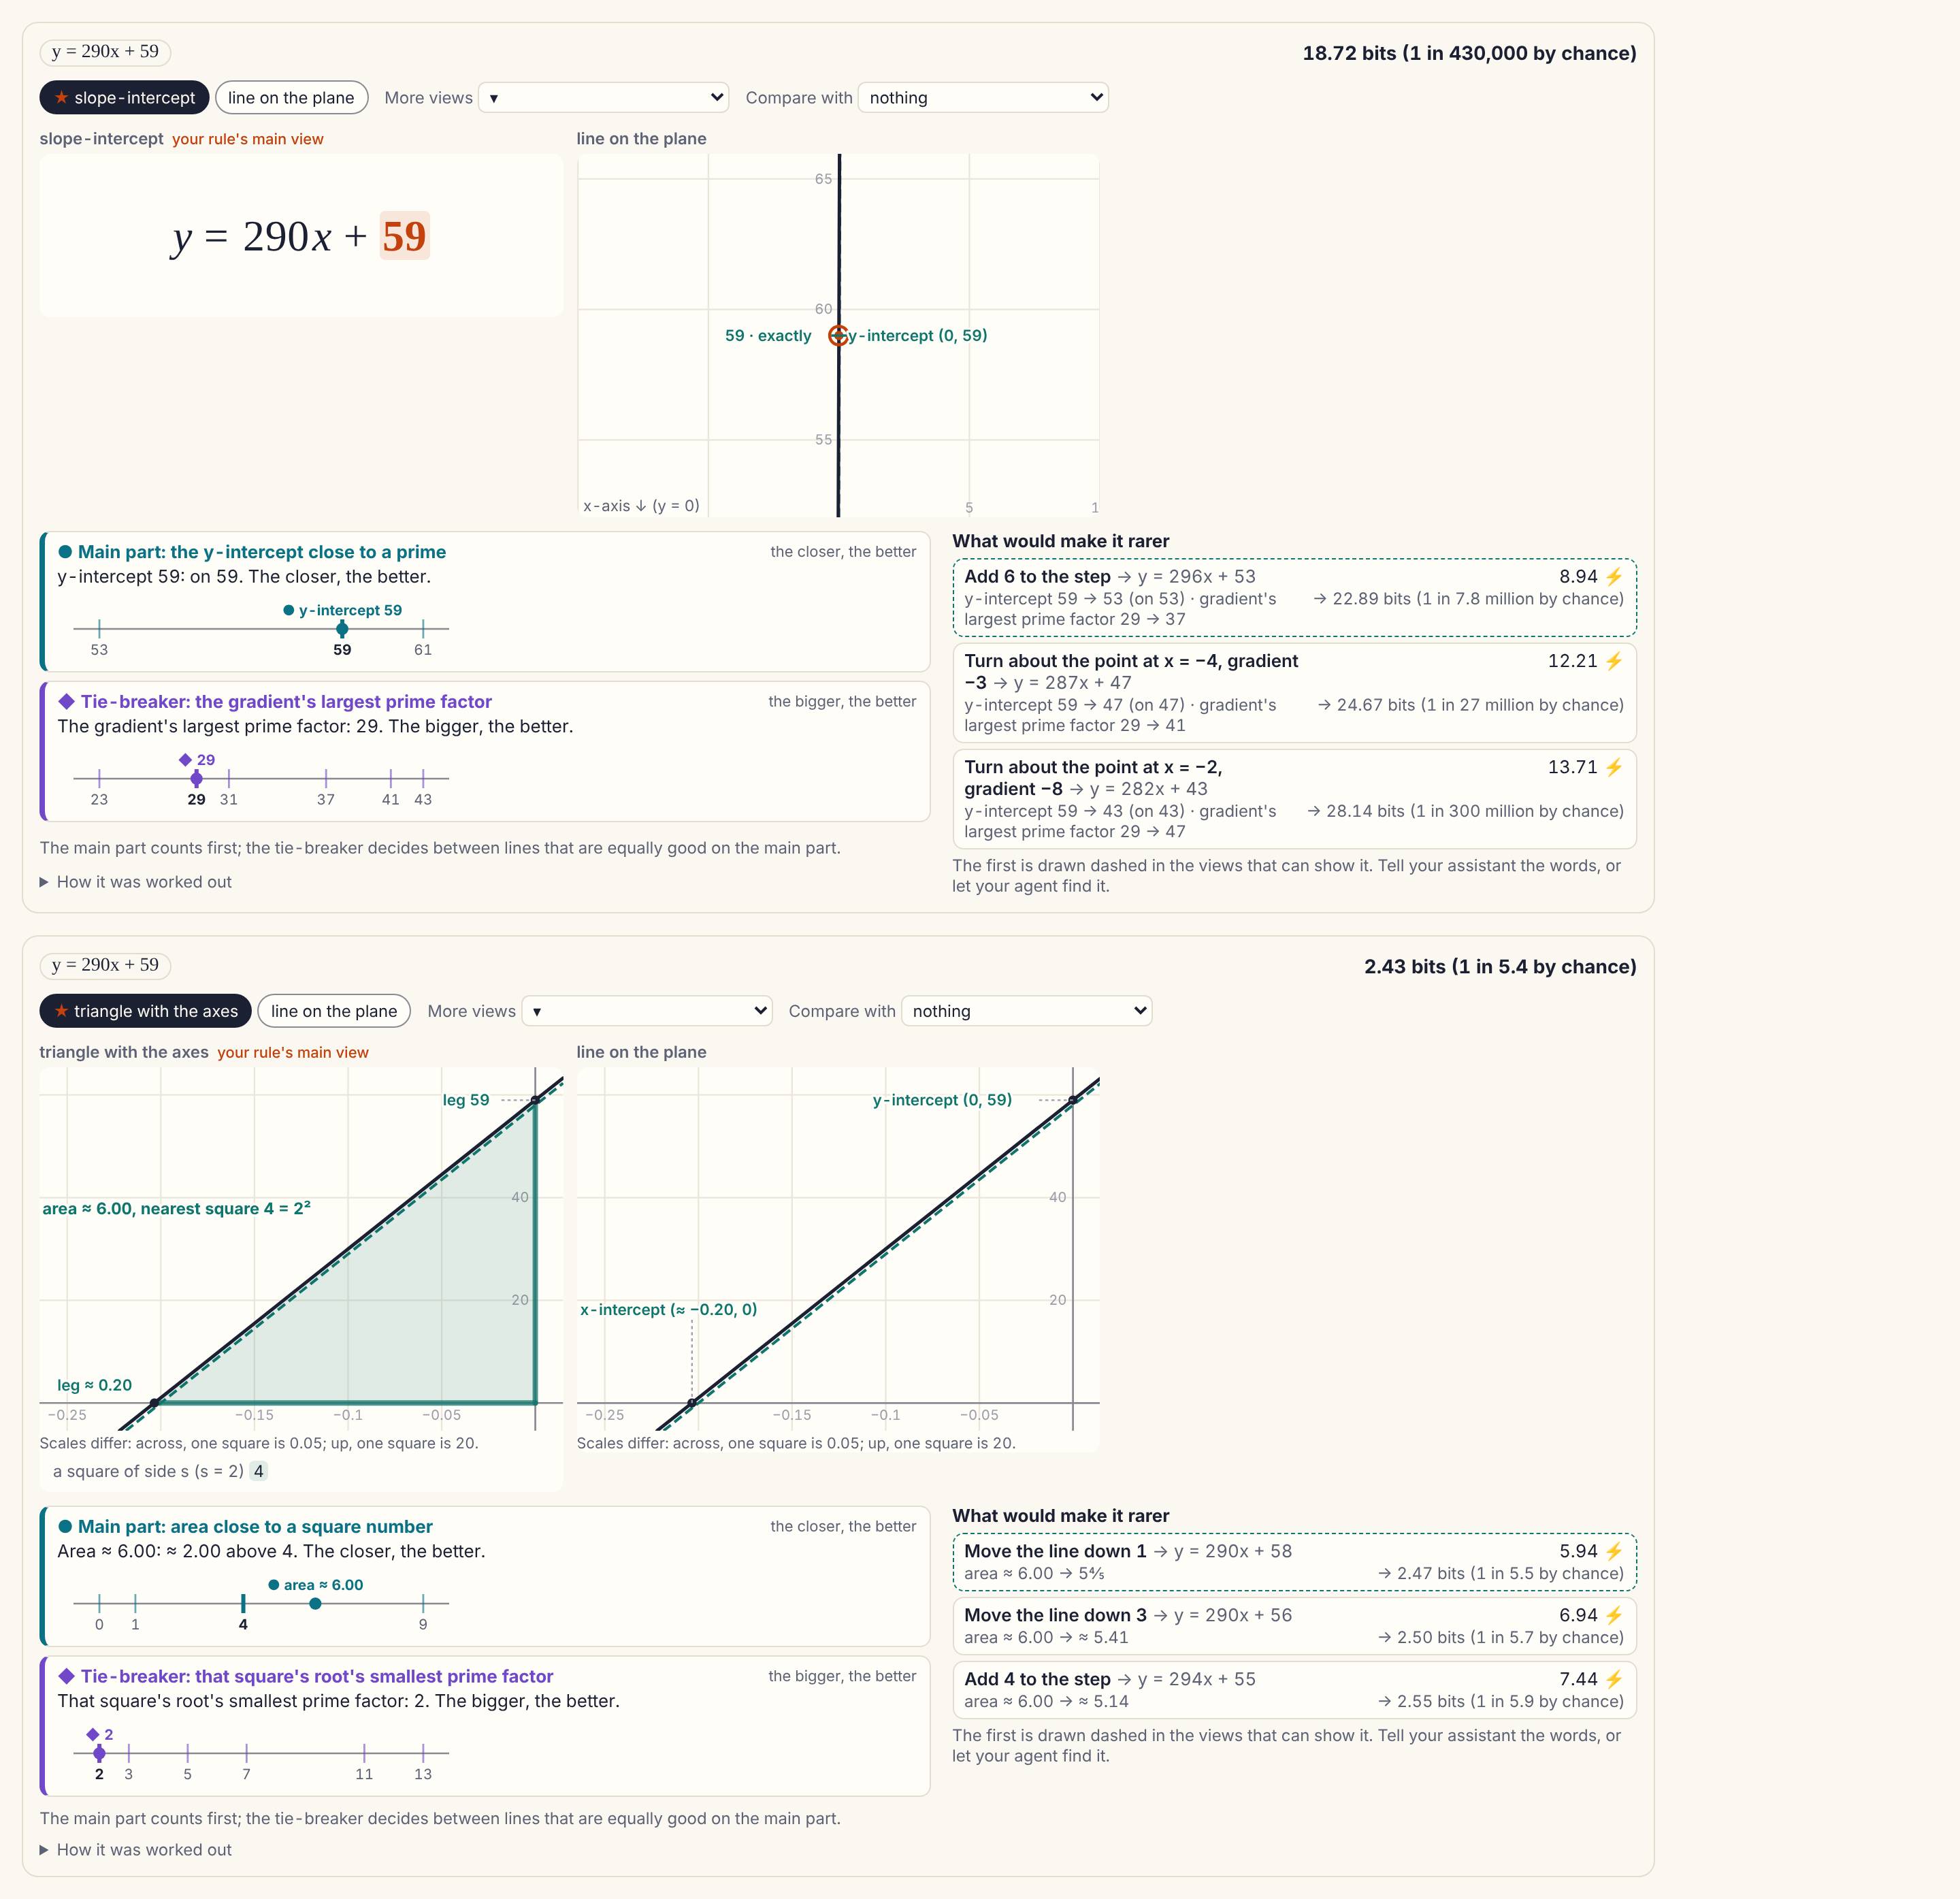 y = 290x + 59
18.72 bits (1 in 430,000 by chance)
★ slope-intercept
line on the plane
More views
▾
Compare with
nothing
slope-intercept your rule's main view
line on the plane
y = 290x + 59
65
60
59 · exactly
y-intercept (0, 59)
55
x-axis ↓ (y = 0)
5
1
● Main part: the y-intercept close to a prime
the closer, the better
y-intercept 59: on 59. The closer, the better.
● y-intercept 59
53 59 61
◆ Tie-breaker: the gradient's largest prime factor
the bigger, the better
The gradient's largest prime factor: 29. The bigger, the better.
◆ 29
23 29 31 37 41 43
The main part counts first; the tie-breaker decides between lines that are equally good on the main part.
▶ How it was worked out
What would make it rarer
Add 6 to the step → y = 296x + 53
8.94 ⚡
y-intercept 59 → 53 (on 53) · gradient's
largest prime factor 29 → 37
→ 22.89 bits (1 in 7.8 million by chance)
Turn about the point at x = −4, gradient
−3 → y = 287x + 47
12.21 ⚡
y-intercept 59 → 47 (on 47) · gradient's
largest prime factor 29 → 41
→ 24.67 bits (1 in 27 million by chance)
Turn about the point at x = −2,
gradient −8 → y = 282x + 43
13.71 ⚡
y-intercept 59 → 43 (on 43) · gradient's
largest prime factor 29 → 47
→ 28.14 bits (1 in 300 million by chance)
The first is drawn dashed in the views that can show it. Tell your assistant the words, or
let your agent find it.
y = 290x + 59
2.43 bits (1 in 5.4 by chance)
★ triangle with the axes
line on the plane
More views
▾
Compare with
nothing
triangle with the axes your rule's main view
line on the plane
leg 59
40
area ≈ 6.00, nearest square 4 = 2²
20
leg ≈ 0.20
−0.25 −0.15 −0.1 −0.05
Scales differ: across, one square is 0.05; up, one square is 20.
a square of side s (s = 2) 4
y-intercept (0, 59)
40
20
x-intercept (≈ −0.20, 0)
−0.25 −0.15 −0.1 −0.05
Scales differ: across, one square is 0.05; up, one square is 20.
● Main part: area close to a square number
the closer, the better
Area ≈ 6.00: ≈ 2.00 above 4. The closer, the better.
● area ≈ 6.00
0 1 4 9
◆ Tie-breaker: that square's root's smallest prime factor
the bigger, the better
That square's root's smallest prime factor: 2. The bigger, the better.
◆ 2
2 3 5 7 11 13
The main part counts first; the tie-breaker decides between lines that are equally good on the main part.
▶ How it was worked out
What would make it rarer
Move the line down 1 → y = 290x + 58
5.94 ⚡
area ≈ 6.00 → 5⅘
→ 2.47 bits (1 in 5.5 by chance)
Move the line down 3 → y = 290x + 56
6.94 ⚡
area ≈ 6.00 → ≈ 5.41
→ 2.50 bits (1 in 5.7 by chance)
Add 4 to the step → y = 294x + 55
7.44 ⚡
area ≈ 6.00 → ≈ 5.14
→ 2.55 bits (1 in 5.9 by chance)
The first is drawn dashed in the views that can show it. Tell your assistant the words, or
let your agent find it.